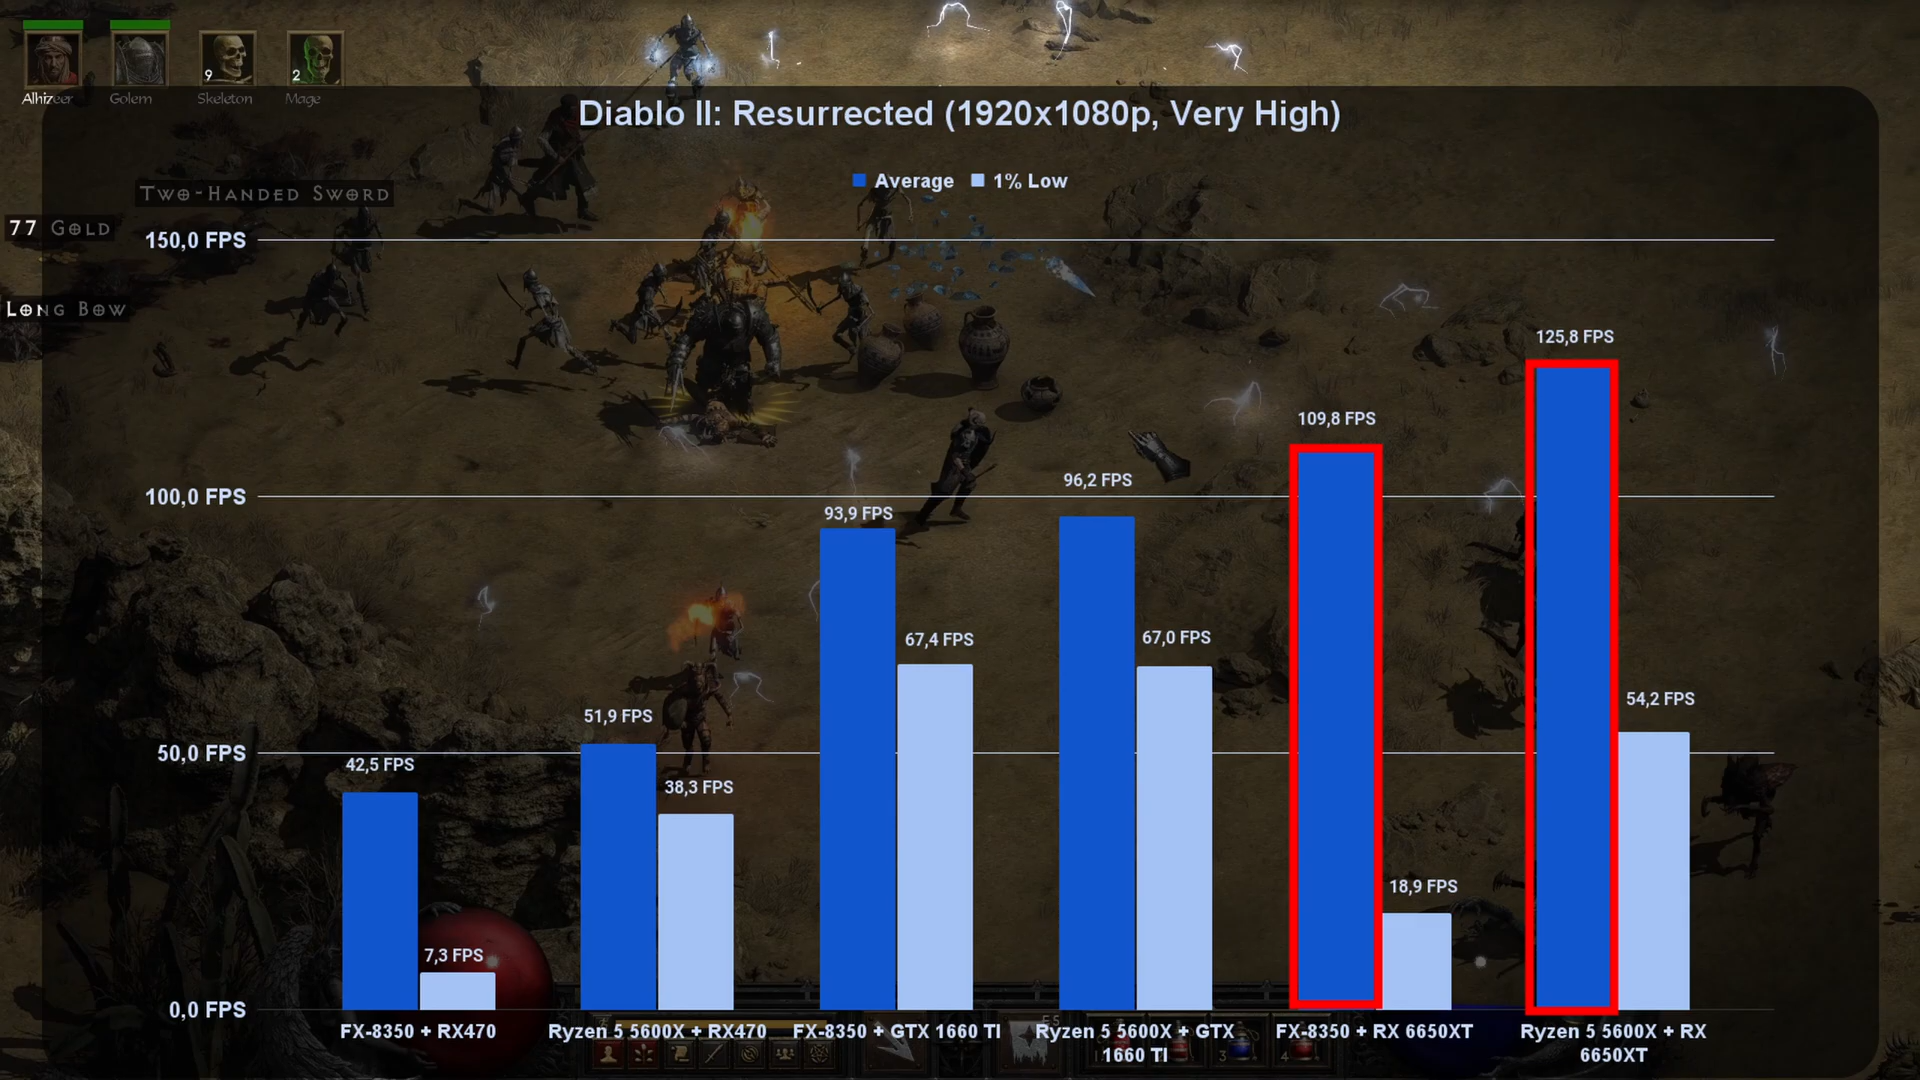 9
2
Alhizeer
Golem
Skeleton
Mage
Diablo II: Resurrected (1920x1080p, Very High)
Average
1% Low
Two-Handed Sword
77 Gold
Long Bow
150,0 FPS
100,0 FPS
50,0 FPS
0,0 FPS
42,5 FPS
7,3 FPS
51,9 FPS
38,3 FPS
93,9 FPS
67,4 FPS
96,2 FPS
67,0 FPS
109,8 FPS
18,9 FPS
125,8 FPS
54,2 FPS
FX-8350 + RX470
Ryzen 5 5600X + RX470
FX-8350 + GTX 1660 TI
Ryzen 5 5600X + GTX
1660 TI
FX-8350 + RX 6650XT
Ryzen 5 5600X + RX
6650XT
3
4